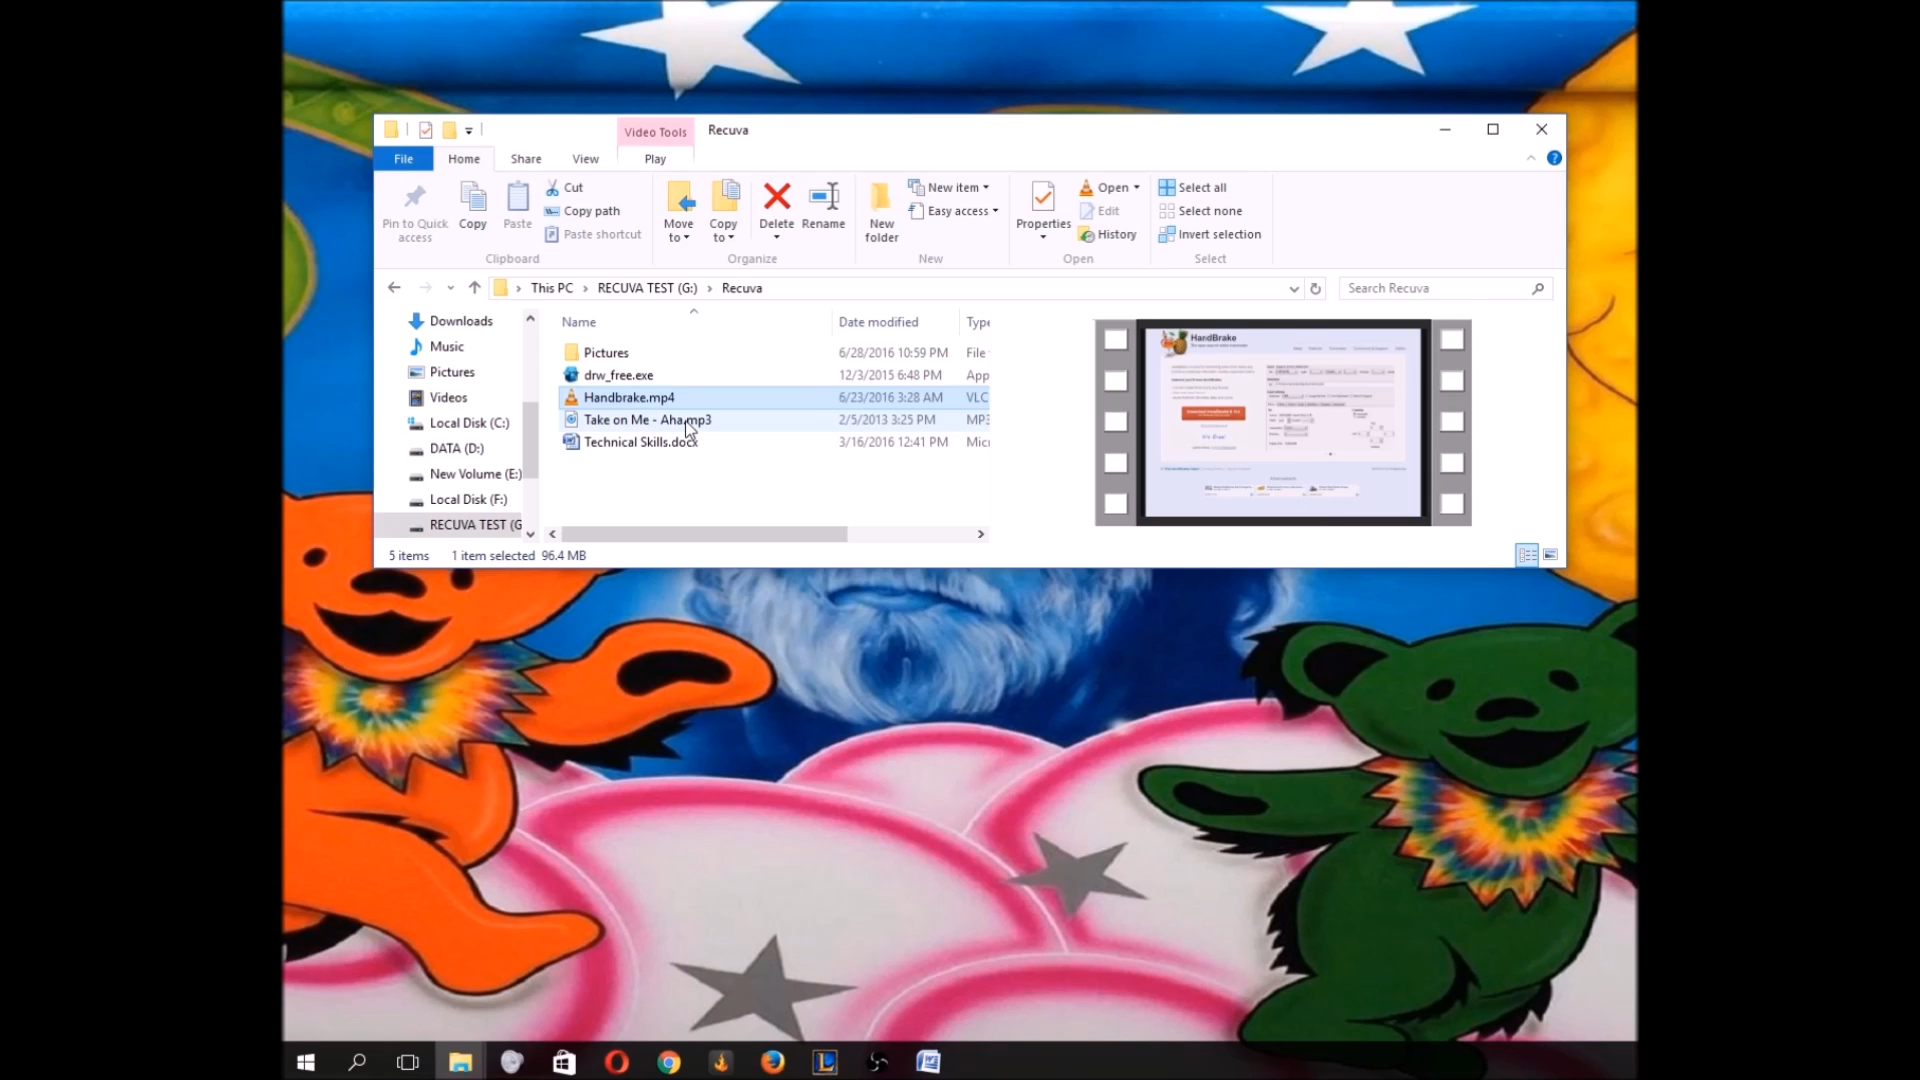 Video Tools
Recuva
File
Home
Share
View
Play
Pin to Quick access
Copy
Paste
Cut
Copy path
Paste shortcut
Clipboard
Move to
Copy to
Delete
Rename
Organize
New folder
New item
Easy access
New
Properties
Open
Edit
History
Open
Select all
Select none
Invert selection
Select
This PC
RECUVA TEST (G:)
Recuva
Search Recuva
Downloads
Music
Pictures
Videos
Local Disk (C:)
DATA (D:)
New Volume (E:)
Local Disk (F:)
RECUVA TEST (G
Name
Date modified
Type
Pictures
6/28/2016 10:59 PM
File
drw_free.exe
12/3/2015 6:48 PM
App
Handbrake.mp4
6/23/2016 3:28 AM
VLC
Take on Me - Aha.mp3
2/5/2013 3:25 PM
MP3
Technical Skills.docx
3/16/2016 12:41 PM
Micr
HandBrake
5 items
1 item selected
96.4 MB